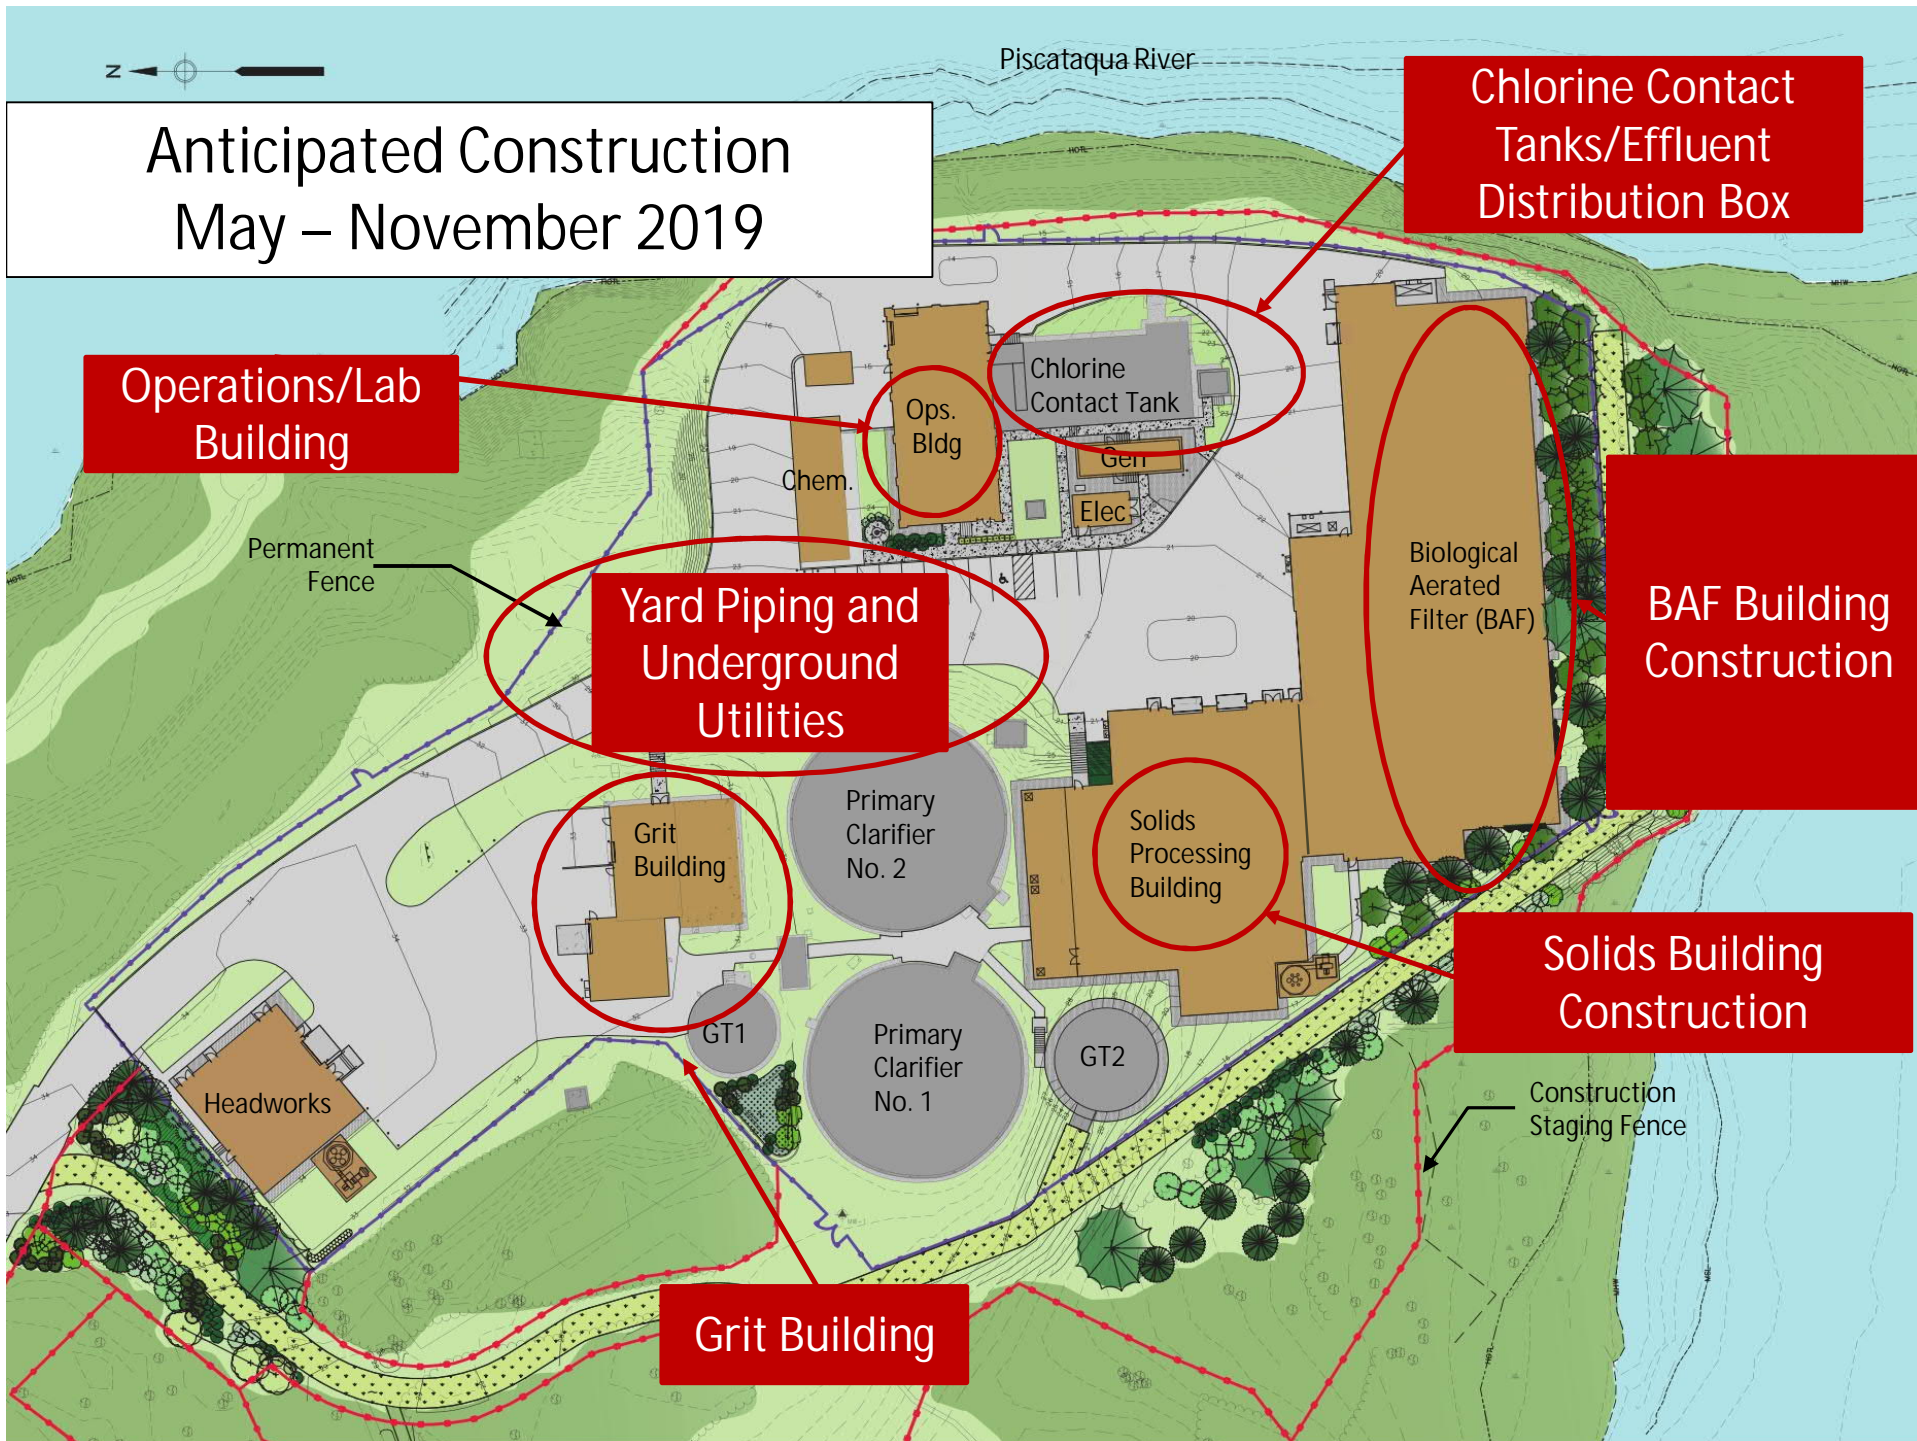 N
Piscataqua River
Anticipated Construction
May – November 2019
Chlorine Contact
Tanks/Effluent
Distribution Box
Operations/Lab
Building
Chlorine
Contact Tank
Ops.
Bldg
Gen
Chem.
Elec
Permanent
Fence
Yard Piping and
Underground
Utilities
Biological
Aerated
Filter (BAF)
BAF Building
Construction
Primary
Clarifier
No. 2
Grit
Building
Solids
Processing
Building
Solids Building
Construction
GT1
Primary
Clarifier
No. 1
GT2
Headworks
Construction
Staging Fence
Grit Building